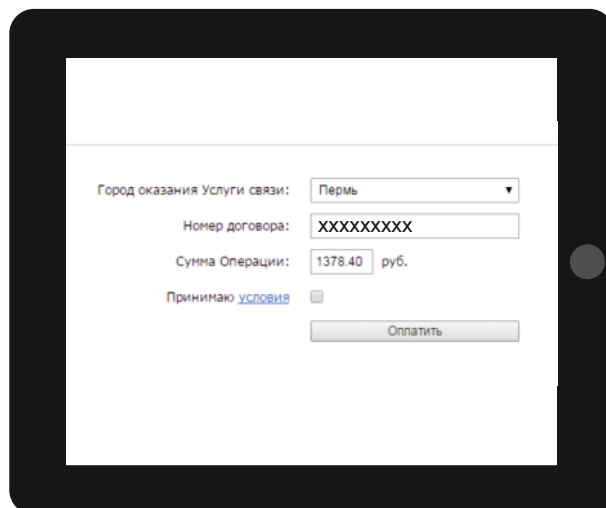 Город оказания Услуги связи: Пермь
Номер договора: XXXXXXXXX
Сумма Операции: 1378.40 руб.
Принимаю условия
Оплатить